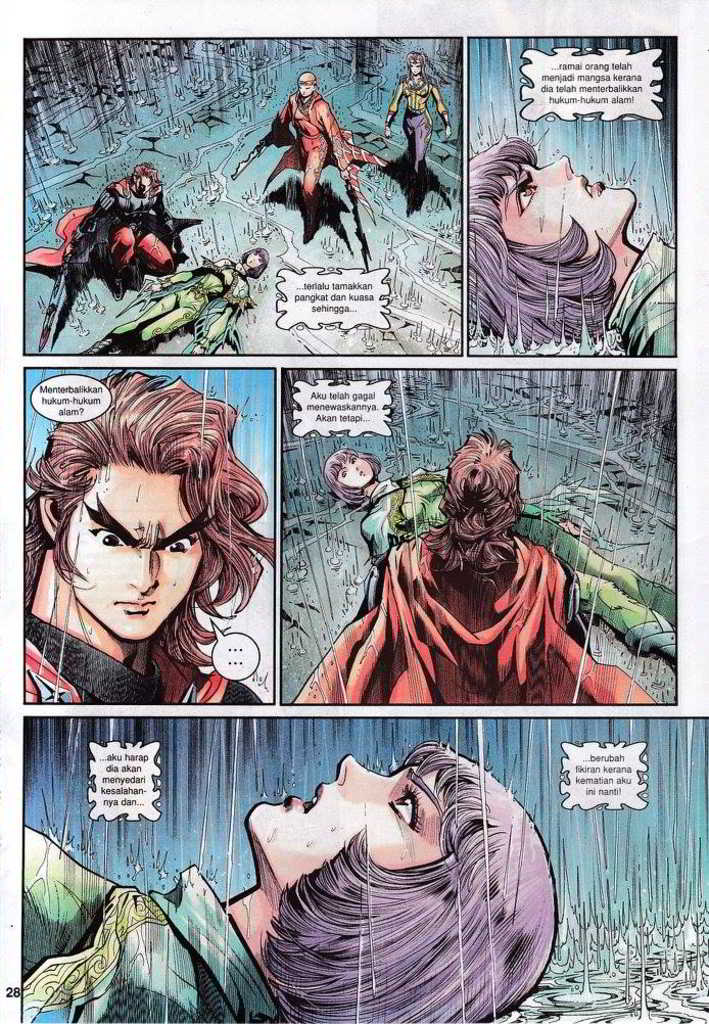 ...terlalu tamakkan
pangkat dan kuasa
sehingga...
...ramai orang telah
menjadi mangsa kerana
dia telah menterbalikkan
hukum-hukum alam!
Menterbalikkan
hukum-hukum
alam?
...
...
Aku telah gagal
menewaskannya.
Akan tetapi...
...aku harap
dia akan
menyedari
kesalahan-
nya dan...
...berubah
fikiran kerana
kematian aku
ini nanti!
28